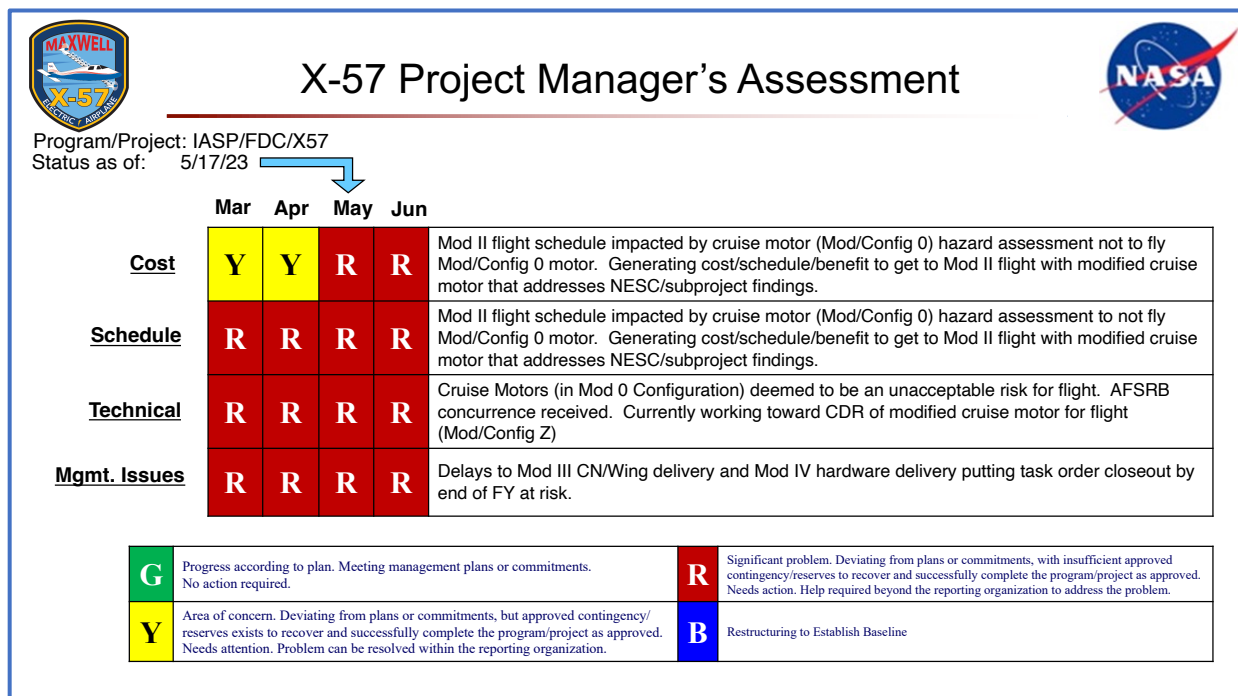 MAXWELL
X-57
ELECTRIC AIRPLANE
X-57 Project Manager's Assessment
NASA
Program/Project: IASP/FDC/X57
Status as of: 5/17/23
Mar Apr May Jun
Cost
Y Y R R
Mod II flight schedule impacted by cruise motor (Mod/Config 0) hazard assessment not to fly
Mod/Config 0 motor. Generating cost/schedule/benefit to get to Mod II flight with modified cruise
motor that addresses NESC/subproject findings.
Schedule
R R R R
Mod II flight schedule impacted by cruise motor (Mod/Config 0) hazard assessment to not fly
Mod/Config 0 motor. Generating cost/schedule/benefit to get to Mod II flight with modified cruise
motor that addresses NESC/subproject findings.
Technical
R R R R
Cruise Motors (in Mod 0 Configuration) deemed to be an unacceptable risk for flight. AFSRB
concurrence received. Currently working toward CDR of modified cruise motor for flight
(Mod/Config Z)
Mgmt. Issues
R R R R
Delays to Mod III CN/Wing delivery and Mod IV hardware delivery putting task order closeout by
end of FY at risk.
G
Progress according to plan. Meeting management plans or commitments.
No action required.
R
Significant problem. Deviating from plans or commitments, with insufficient approved
contingency/reserves to recover and successfully complete the program/project as approved.
Needs action. Help required beyond the reporting organization to address the problem.
Y
Area of concern. Deviating from plans or commitments, but approved contingency/
reserves exists to recover and successfully complete the program/project as approved.
Needs attention. Problem can be resolved within the reporting organization.
B
Restructuring to Establish Baseline